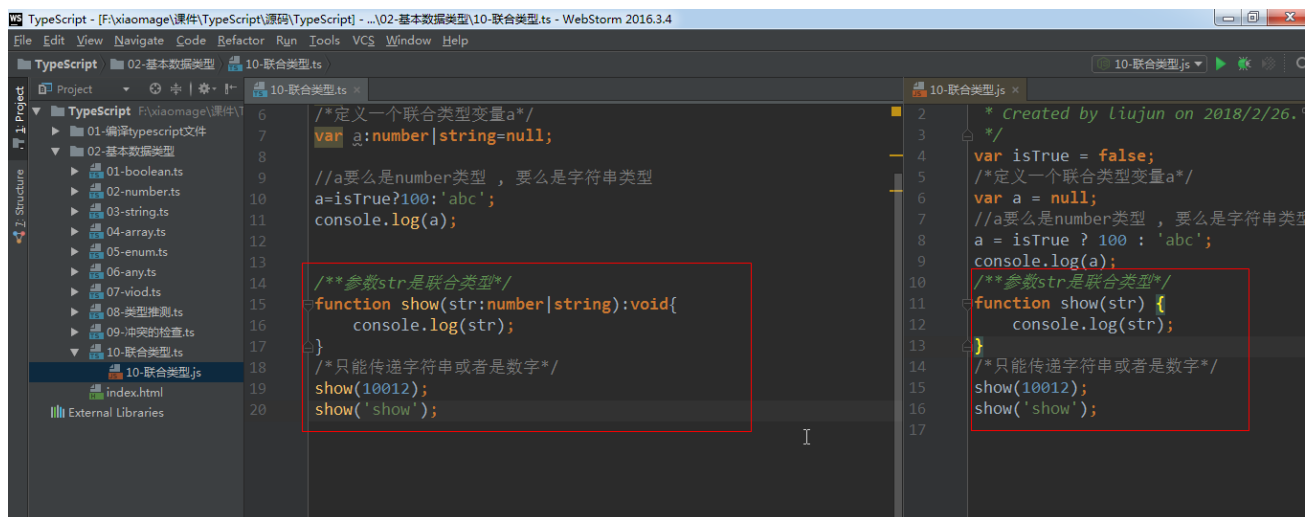 WS TypeScript - [F:\xiaomage\课件\TypeScript\源码\TypeScript] - ...\02-基本数据类型\10-联合类型.ts - WebStorm 2016.3.4
File Edit View Navigate Code Refactor Run Tools VCS Window Help
TypeScript 02-基本数据类型 10-联合类型.ts
10-联合类型.js
1: Project
7: Structure
Project
TypeScript F:\xiaomage\课件\T
01-编译typescript文件
02-基本数据类型
01-boolean.ts
02-number.ts
03-string.ts
04-array.ts
05-enum.ts
06-any.ts
07-viod.ts
08-类型推测.ts
09-冲突的检查.ts
10-联合类型.ts
10-联合类型.js
index.html
External Libraries
10-联合类型.ts ×
6 /*定义一个联合类型变量a*/
7 var a:number|string=null;
8
9 //a要么是number类型 , 要么是字符串类型
10 a=isTrue?100:'abc';
11 console.log(a);
12
13
14 /**参数str是联合类型*/
15 function show(str:number|string):void{
16 console.log(str);
17 }
18 /*只能传递字符串或者是数字*/
19 show(10012);
20 show('show');
10-联合类型.js ×
2 * Created by liujun on 2018/2/26.
3 */
4 var isTrue = false;
5 /*定义一个联合类型变量a*/
6 var a = null;
7 //a要么是number类型 , 要么是字符串类型
8 a = isTrue ? 100 : 'abc';
9 console.log(a);
10 /**参数str是联合类型*/
11 function show(str) {
12 console.log(str);
13 }
14 /*只能传递字符串或者是数字*/
15 show(10012);
16 show('show');
17